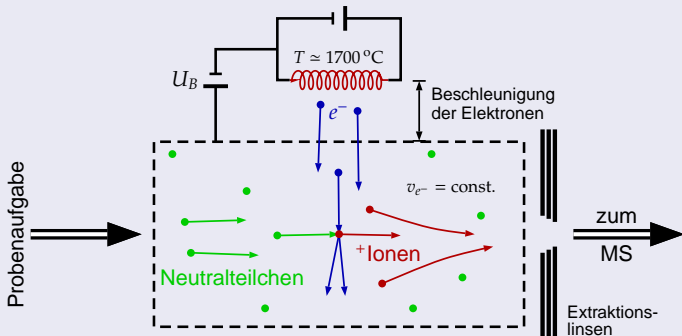 T ≃ 1700 °C
U_B
e⁻
Beschleunigung
der Elektronen
v_e⁻ = const.
Probenaufgabe
⁺Ionen
Neutralteilchen
zum
MS
Extraktions-
linsen